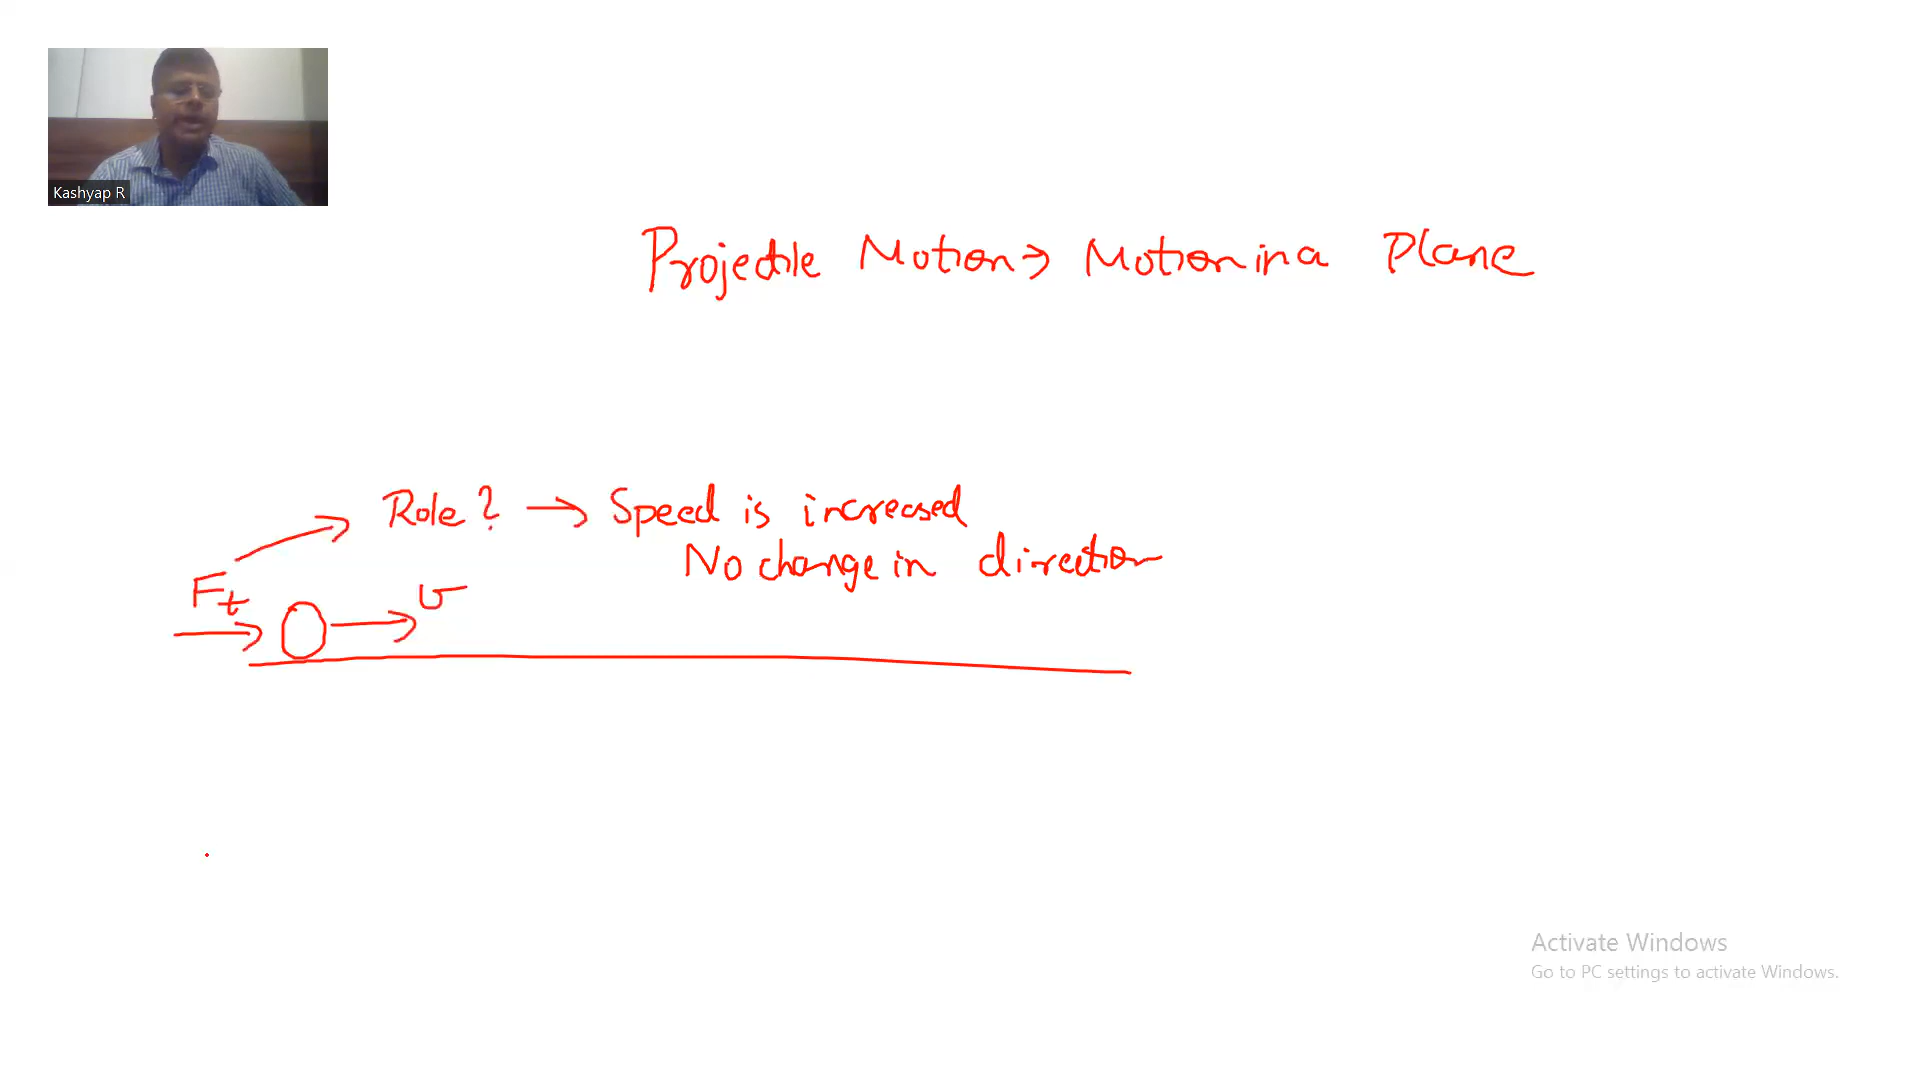 Kashyap R
Projectile Motion → Motion in a Plane
Role? → Speed is increased
No change in direction
Ft
v
Activate Windows
Go to PC settings to activate Windows.